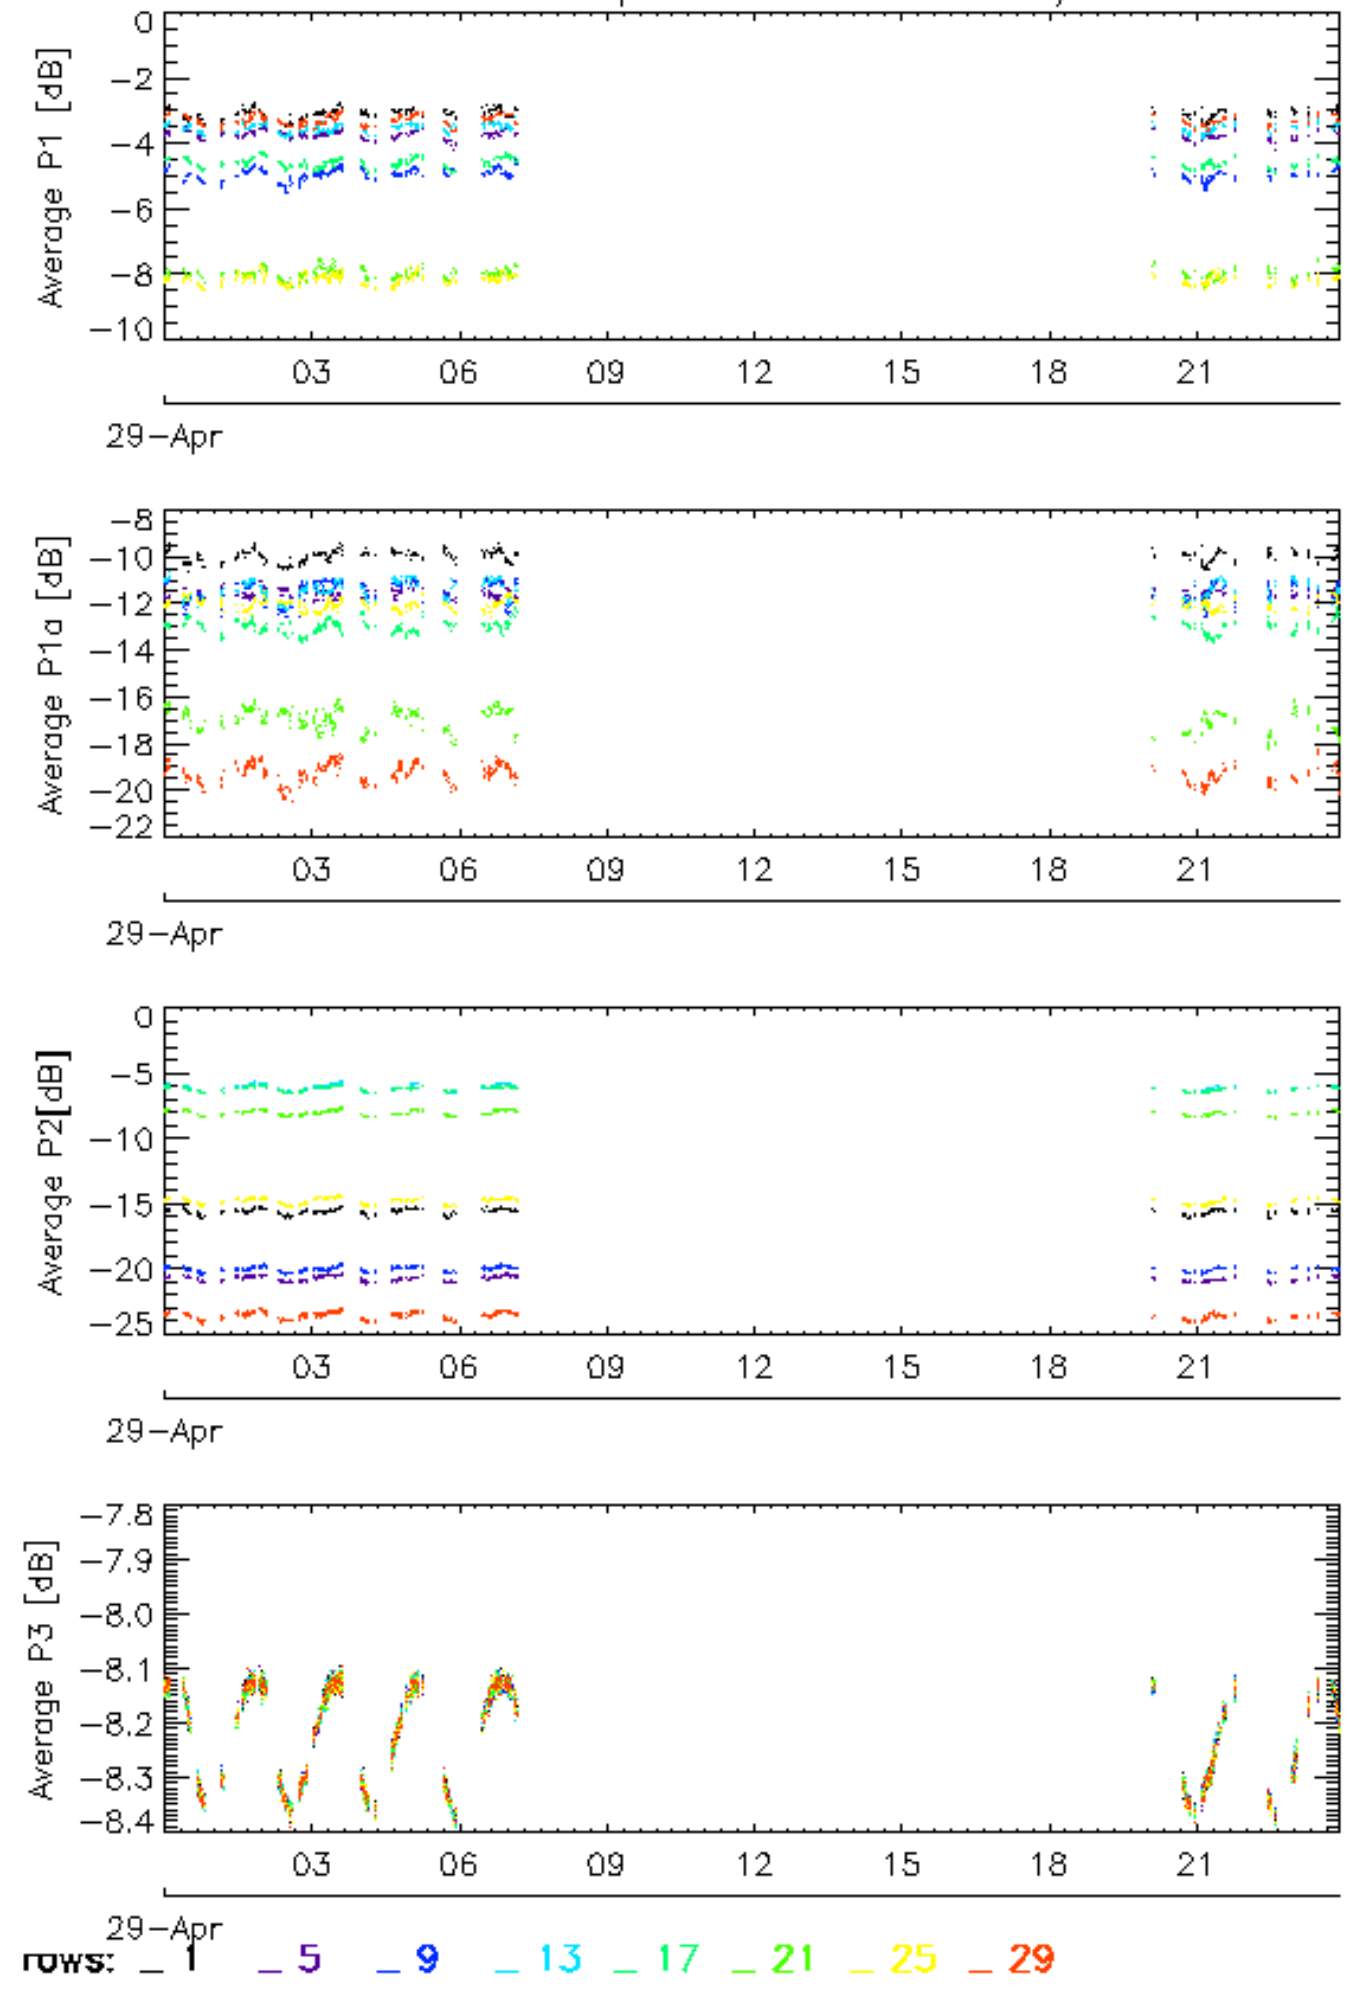 0
−2
−4
−6
−8
−10
Average P1 [dB]
03 06 09 12 15 18 21
29−Apr
−8
−10
−12
−14
−16
−18
−20
−22
Average P1a [dB]
03 06 09 12 15 18 21
29−Apr
0
−5
−10
−15
−20
−25
Average P2[dB]
03 06 09 12 15 18 21
29−Apr
−7.8
−7.9
−8.0
−8.1
−8.2
−8.3
−8.4
Average P3 [dB]
03 06 09 12 15 18 21
29−Apr
rows: _ 1 _ 5 _ 9 _ 13 _ 17 _ 21 _ 25 _ 29